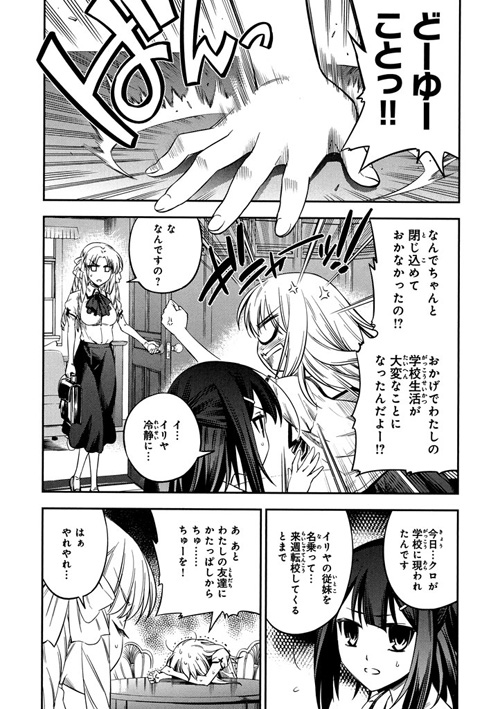 どーゆー
ことっ!!
ばんっ
なんでちゃんと
閉じ込めて
おかなかったの!?
おかげでわたしの
学校生活が
大変なことに
なったんだよー!?
な
なんですの?
イ…
イリヤ
冷静に…
今日…クロが
学校に現われ
たんです
イリヤの従妹を
名乗って…
来週転校してくる
とまで
あ あと
わたしの友達に
かたっぱしから
ちゅ………
ちゅーを!
はぁ
やれやれ…